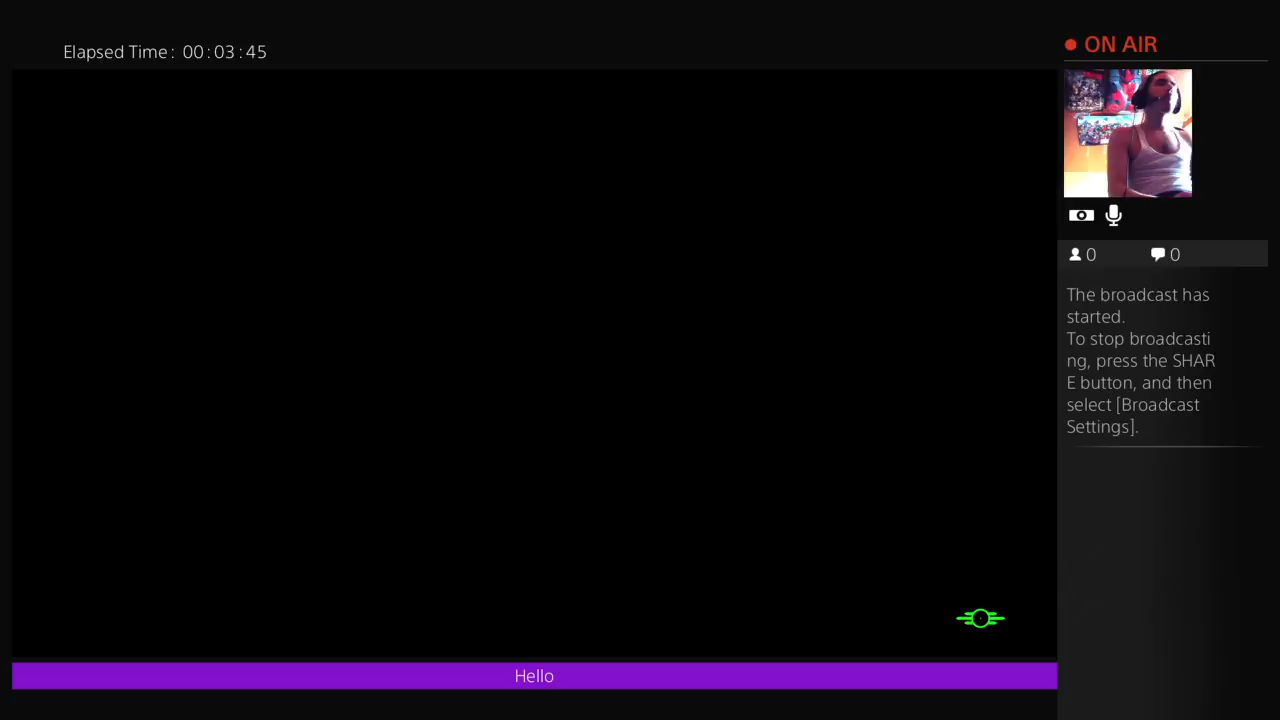 Elapsed Time: 00:03:45
ON AIR
0 0
The broadcast has
started.
To stop broadcasti
ng, press the SHAR
E button, and then
select [Broadcast
Settings].
Hello